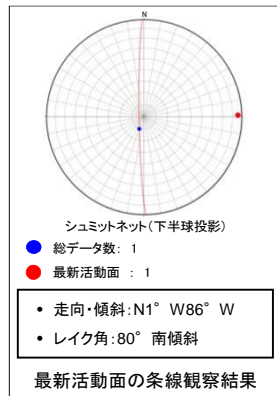 N
シュミットネット(下半球投影)
総データ数: 1
最新活動面 : 1
• 走向・傾斜:N1° W86° W
• レイク角:80° 南傾斜
最新活動面の条線観察結果